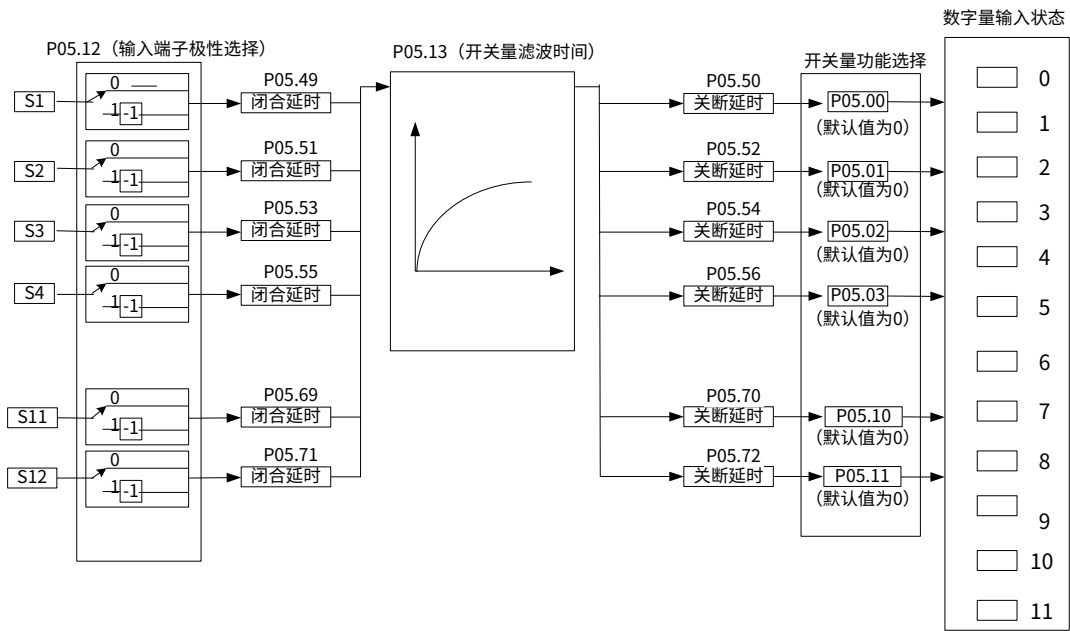 数字量输入状态
P05.12（输入端子极性选择）
P05.13（开关量滤波时间）
开关量功能选择
S1
0
1
-1
P05.49
闭合延时
P05.50
关断延时
P05.00
（默认值为0）
S2
0
1
-1
P05.51
闭合延时
P05.52
关断延时
P05.01
（默认值为0）
S3
0
1
-1
P05.53
闭合延时
P05.54
关断延时
P05.02
（默认值为0）
S4
0
1
-1
P05.55
闭合延时
P05.56
关断延时
P05.03
（默认值为0）
S11
0
1
-1
P05.69
闭合延时
P05.70
关断延时
P05.10
（默认值为0）
S12
0
1
-1
P05.71
闭合延时
P05.72
关断延时
P05.11
（默认值为0）
0
1
2
3
4
5
6
7
8
9
10
11